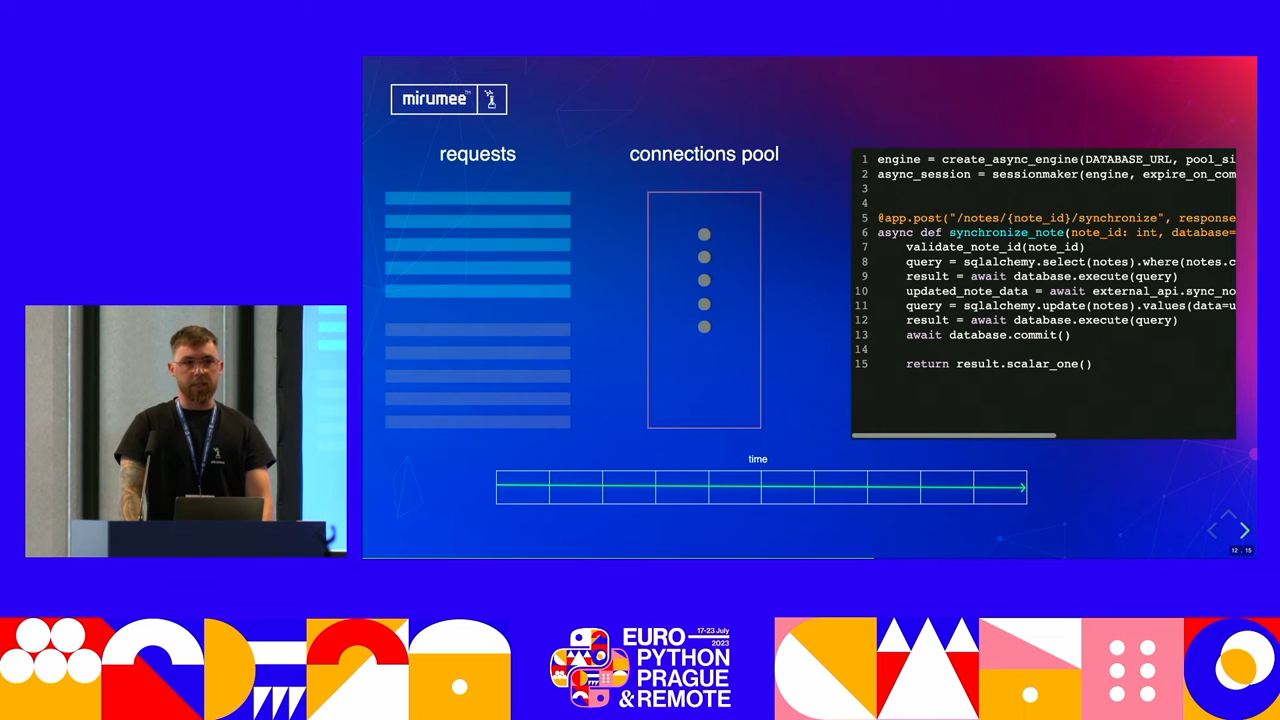 mirumee™
requests
connections pool
1 engine = create_async_engine(DATABASE_URL, pool_si
2 async_session = sessionmaker(engine, expire_on_com
3
4
5 @app.post("/notes/{note_id}/synchronize", response
6 async def synchronize_note(note_id: int, database=
7 validate_note_id(note_id)
8 query = sqlalchemy.select(notes).where(notes.c
9 result = await database.execute(query)
10 updated_note_data = await external_api.sync_no
11 query = sqlalchemy.update(notes).values(data=u
12 result = await database.execute(query)
13 await database.commit()
14
15 return result.scalar_one()
time
12 . 15
17-23 July
2023
EURO
PYTHON
PRAGUE
& REMOTE